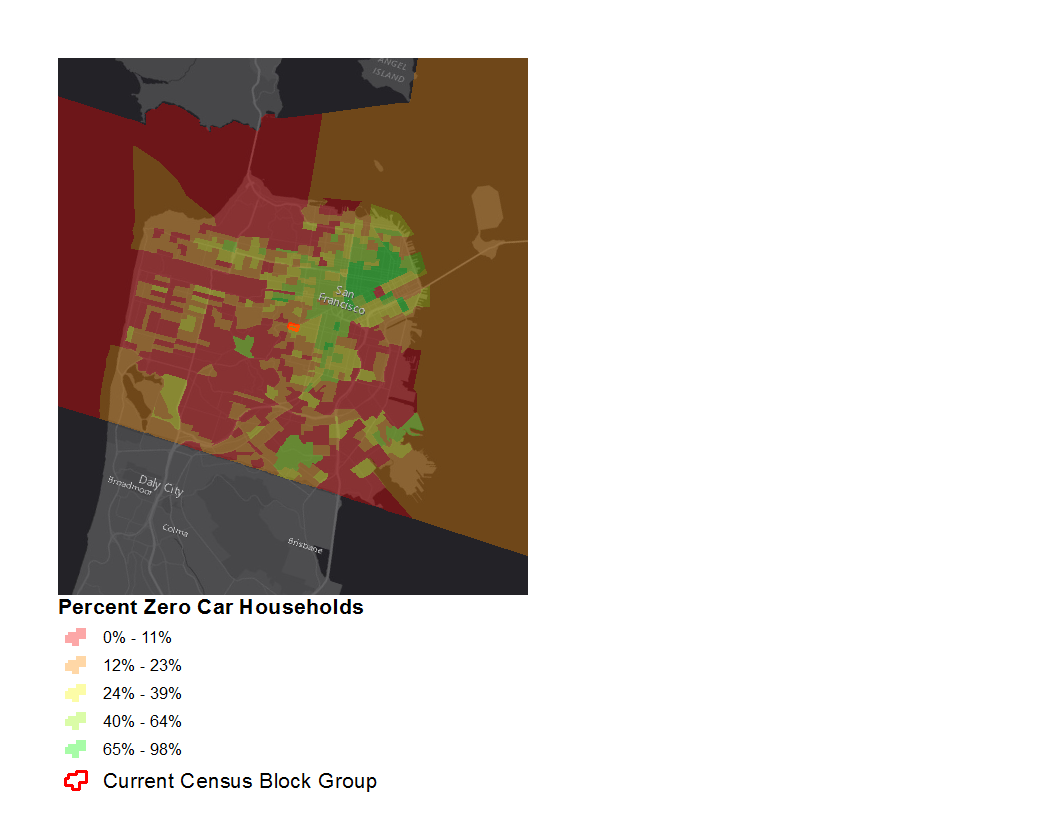 ANGEL
ISLAND
San
Francisco
Daly City
Broadmoor
Colma
Brisbane
Percent Zero Car Households
0% - 11%
12% - 23%
24% - 39%
40% - 64%
65% - 98%
Current Census Block Group